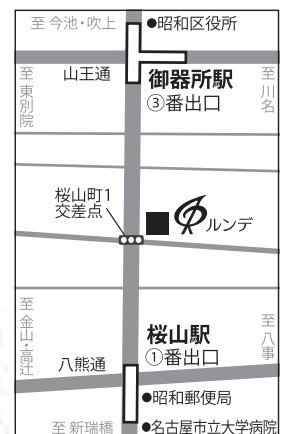 至 今池・吹上
●昭和区役所
至 東別院
山王通
御器所駅
③番出口
至 川名
桜山町1
交差点
ルンデ
至 金山・高辻
八熊通
桜山駅
①番出口
至 八事
●昭和郵便局
至 新瑞橋
●名古屋市立大学病院